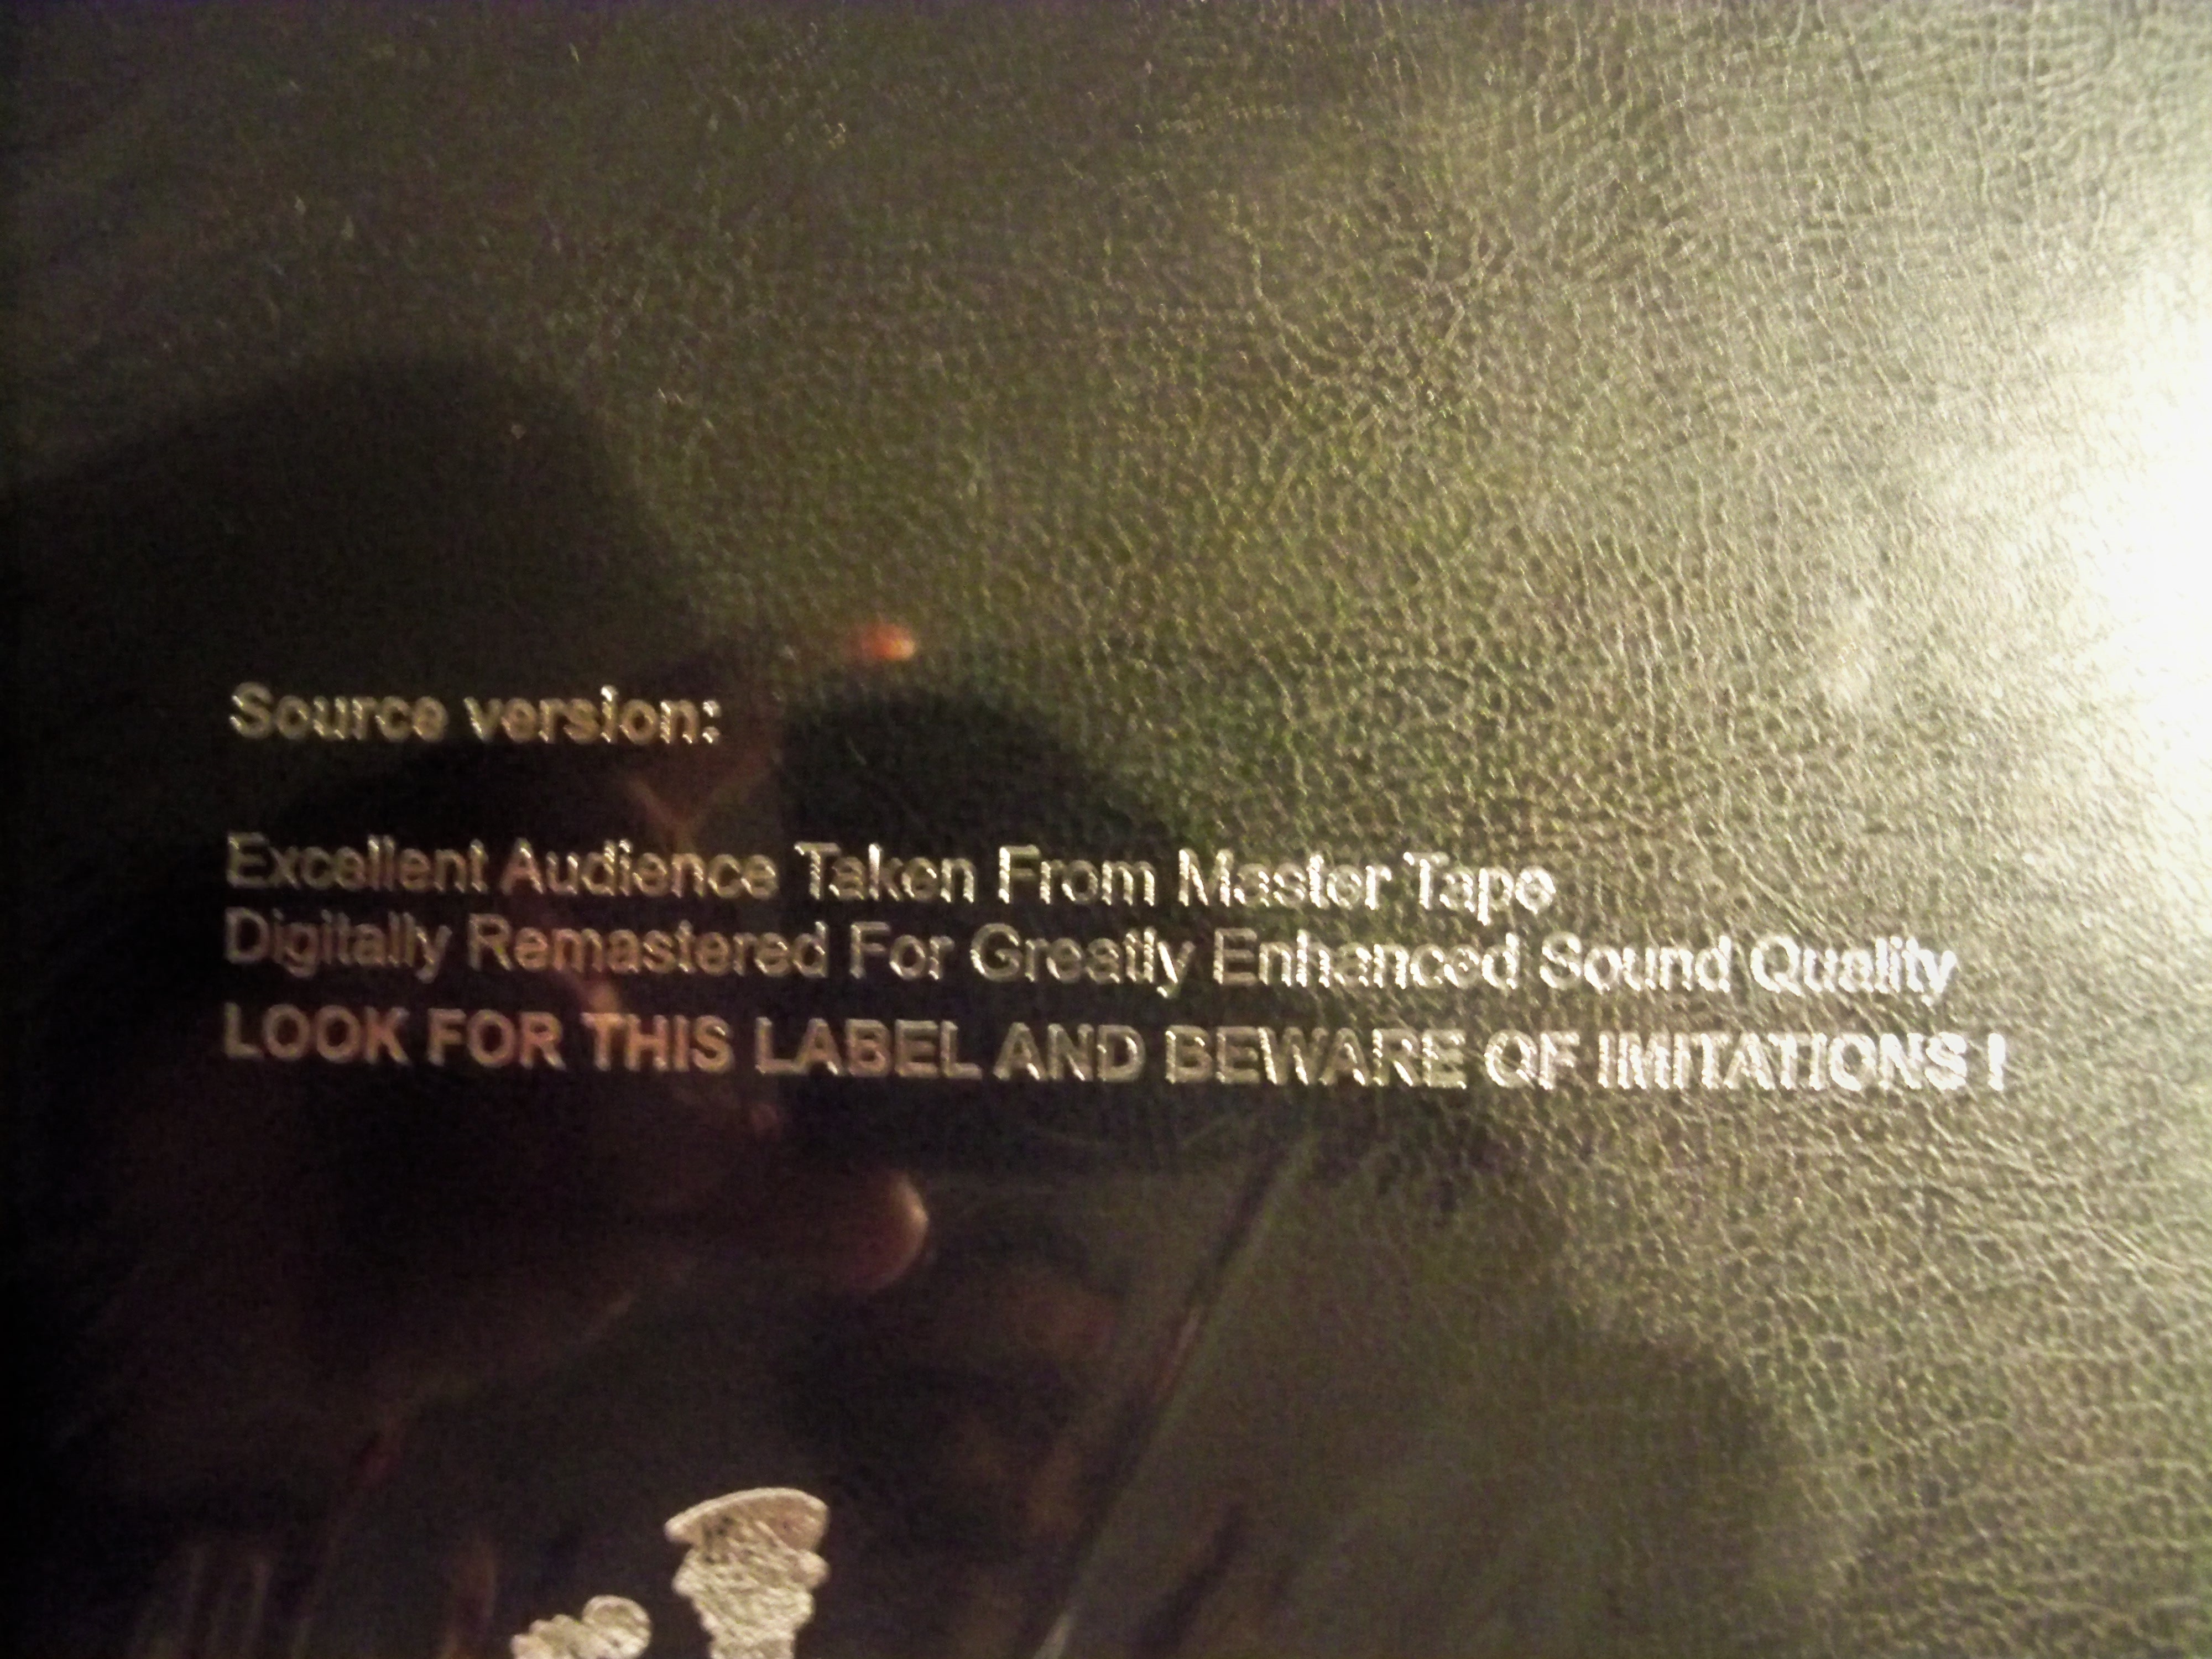 Source version:
Excellent Audience Taken From Master Tape
Digitally Remastered For Greatly Enhanced Sound Quality
LOOK FOR THIS LABEL AND BEWARE OF IMITATIONS !